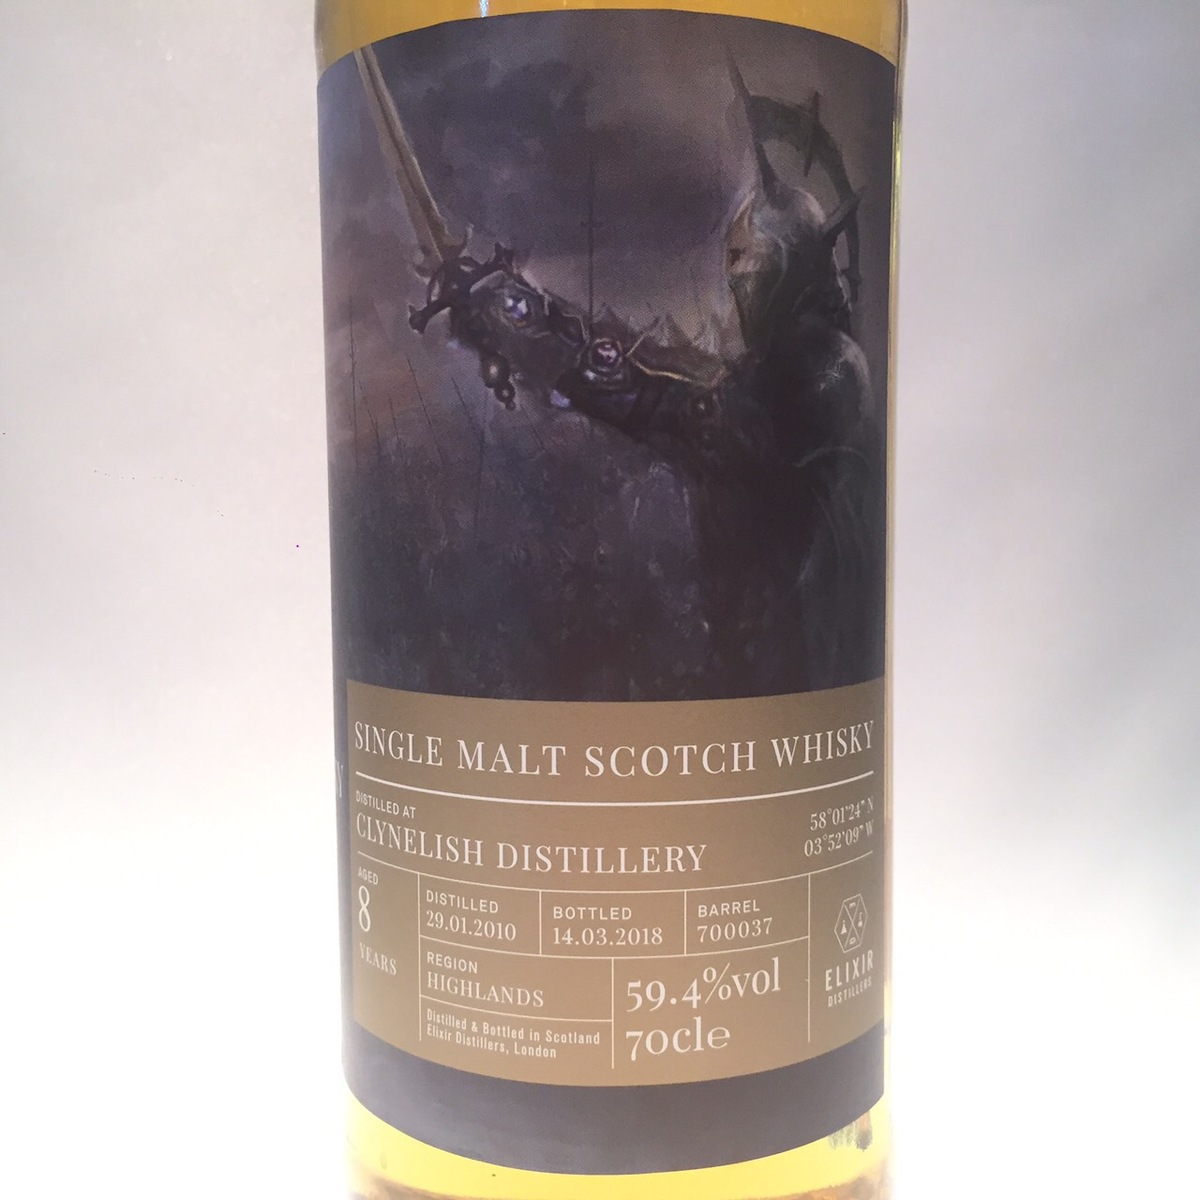 SINGLE MALT SCOTCH WHISKY
DISTILLED AT
CLYNELISH DISTILLERY
58°01'24" N
03°52'09" W
AGED
8
YEARS
DISTILLED
29.01.2010
BOTTLED
14.03.2018
BARREL
700037
REGION
HIGHLANDS
Distilled & Bottled in Scotland
Elixir Distillers, London
59.4%vol
70cle
ELIXIR
DISTILLERS
Y